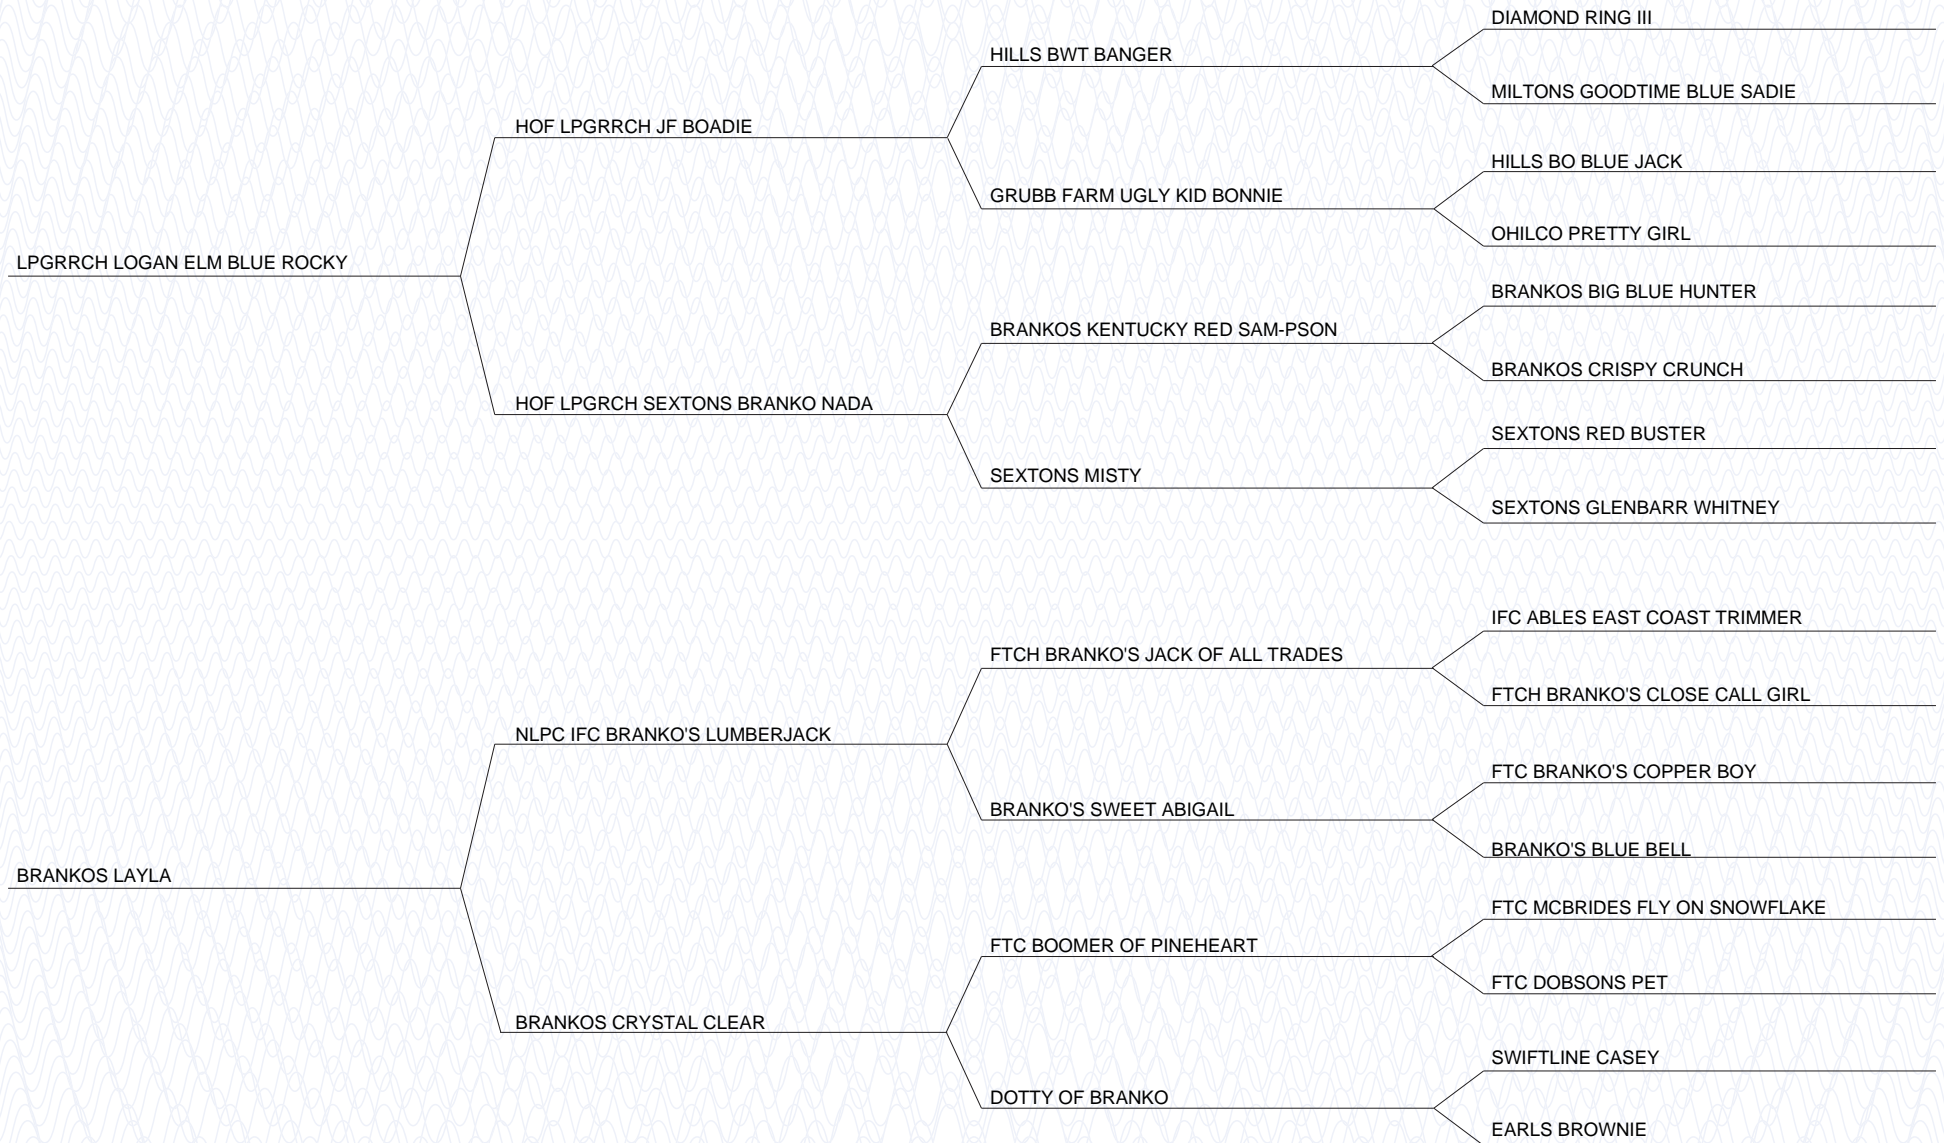 DIAMOND RING III
HILLS BWT BANGER
MILTONS GOODTIME BLUE SADIE
HOF LPGRRCH JF BOADIE
HILLS BO BLUE JACK
GRUBB FARM UGLY KID BONNIE
OHILCO PRETTY GIRL
LPGRRCH LOGAN ELM BLUE ROCKY
BRANKOS BIG BLUE HUNTER
BRANKOS KENTUCKY RED SAM-PSON
BRANKOS CRISPY CRUNCH
HOF LPGRCH SEXTONS BRANKO NADA
SEXTONS RED BUSTER
SEXTONS MISTY
SEXTONS GLENBARR WHITNEY
IFC ABLES EAST COAST TRIMMER
FTCH BRANKO'S JACK OF ALL TRADES
FTCH BRANKO'S CLOSE CALL GIRL
NLPC IFC BRANKO'S LUMBERJACK
FTC BRANKO'S COPPER BOY
BRANKO'S SWEET ABIGAIL
BRANKO'S BLUE BELL
BRANKOS LAYLA
FTC MCBRIDES FLY ON SNOWFLAKE
FTC BOOMER OF PINEHEART
FTC DOBSONS PET
BRANKOS CRYSTAL CLEAR
SWIFTLINE CASEY
DOTTY OF BRANKO
EARLS BROWNIE